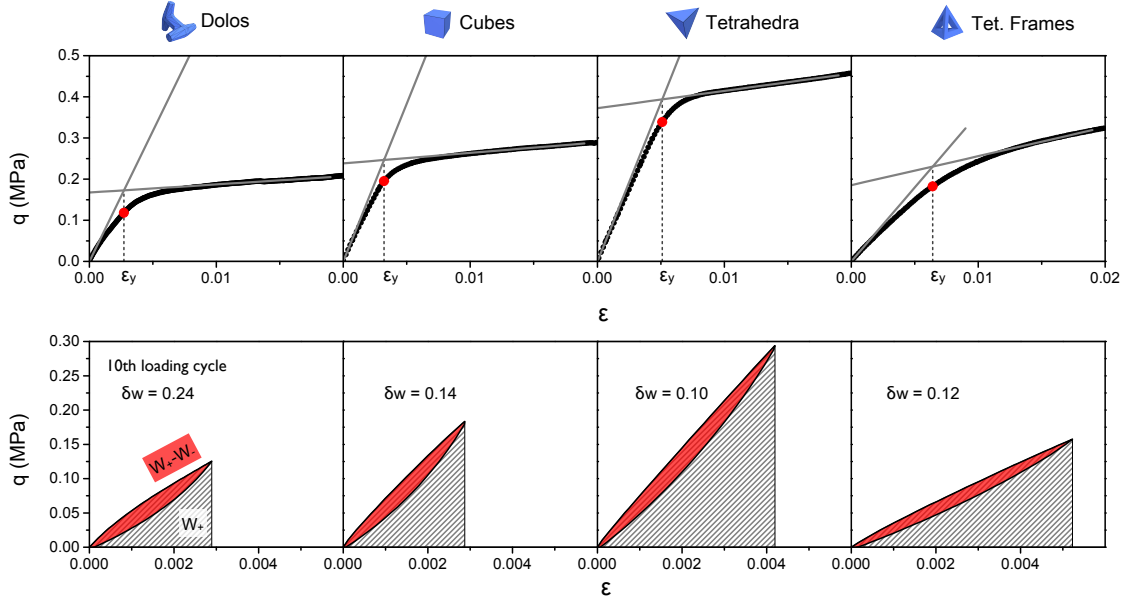 Dolos Cubes Tetrahedra Tet. Frames
0.5
0.4
0.3
0.2
0.1
0.0
q (MPa)
0.00 εy 0.01 0.00 εy 0.01 0.00 εy 0.01 0.00 εy 0.01 0.02
ε
0.30
0.25
0.20
0.15
0.10
0.05
0.00
q (MPa)
10th loading cycle
δw = 0.24 δw = 0.14 δw = 0.10 δw = 0.12
W+-W-
W+
0.000 0.002 0.004 0.000 0.002 0.004 0.000 0.002 0.004 0.000 0.002 0.004
ε